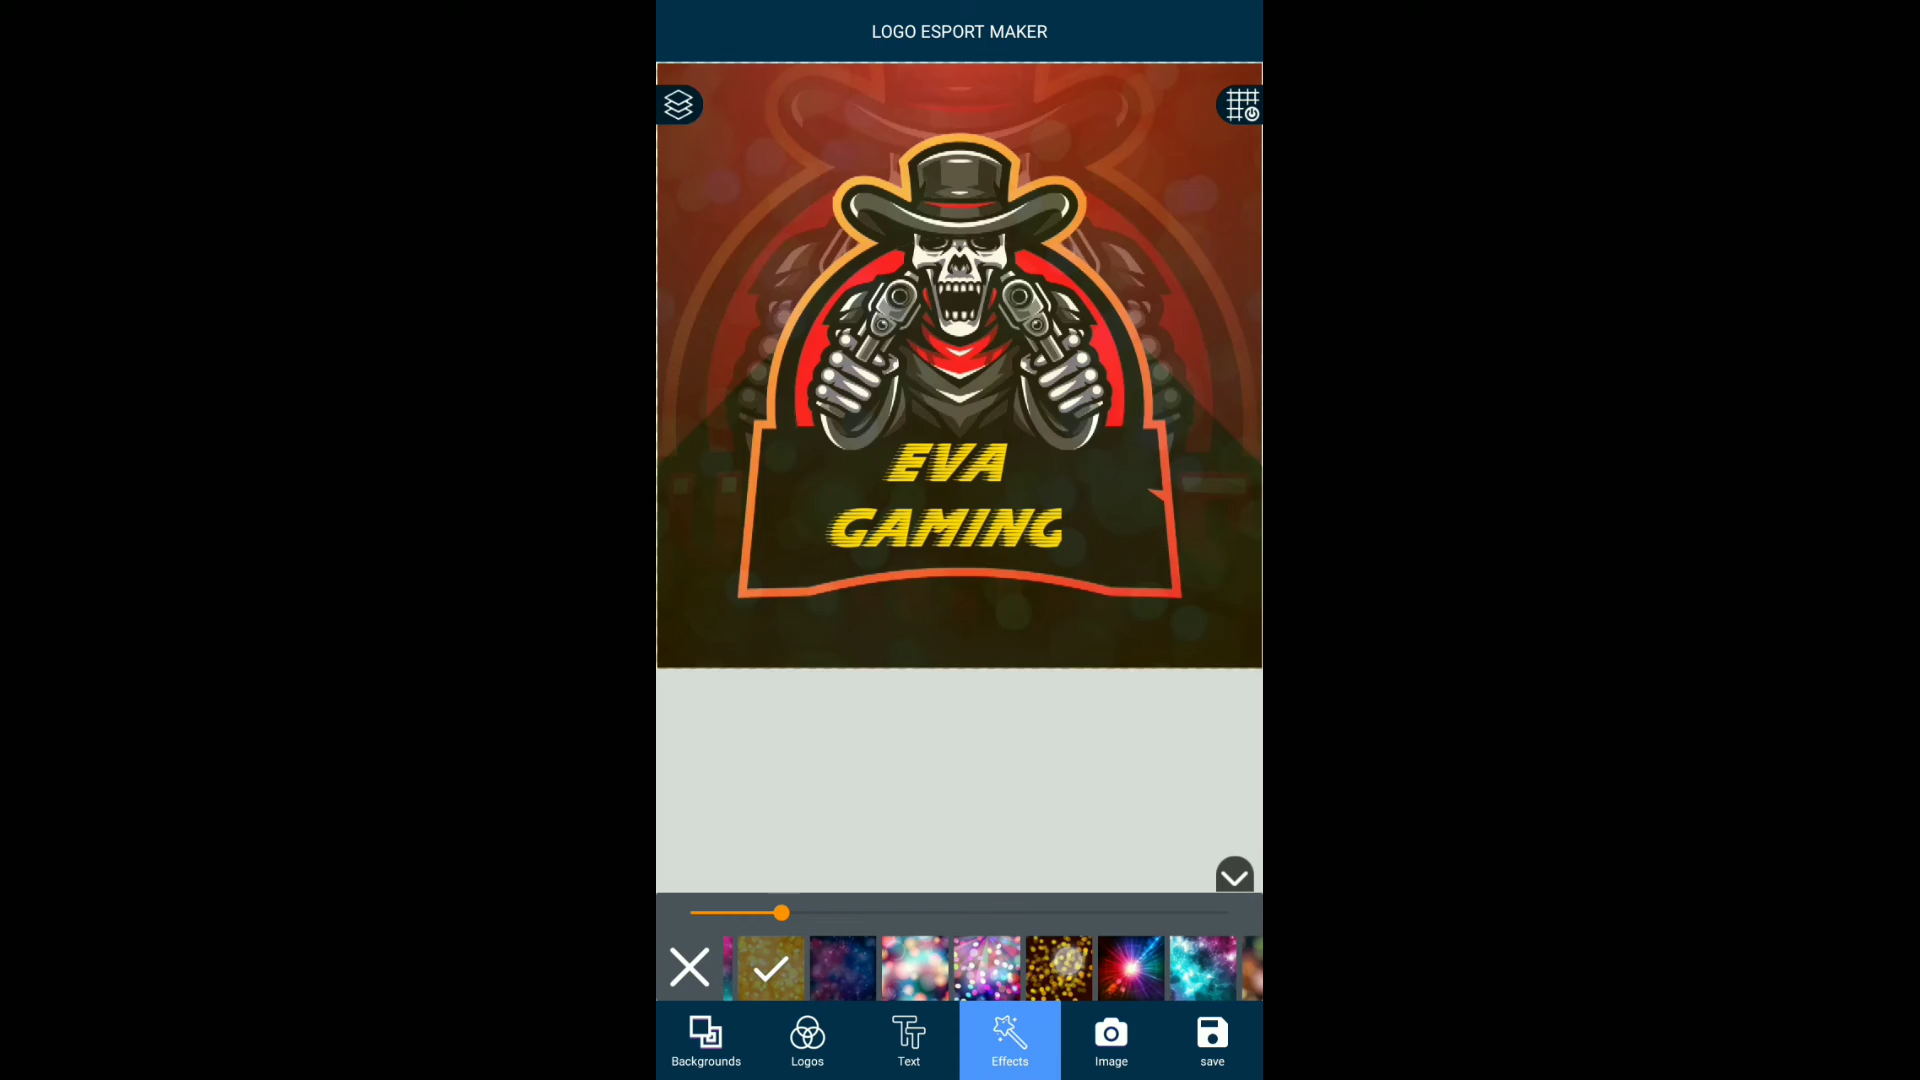 LOGO ESPORT MAKER
EVA
GAMING
Backgrounds
Logos
Text
Effects
Image
save